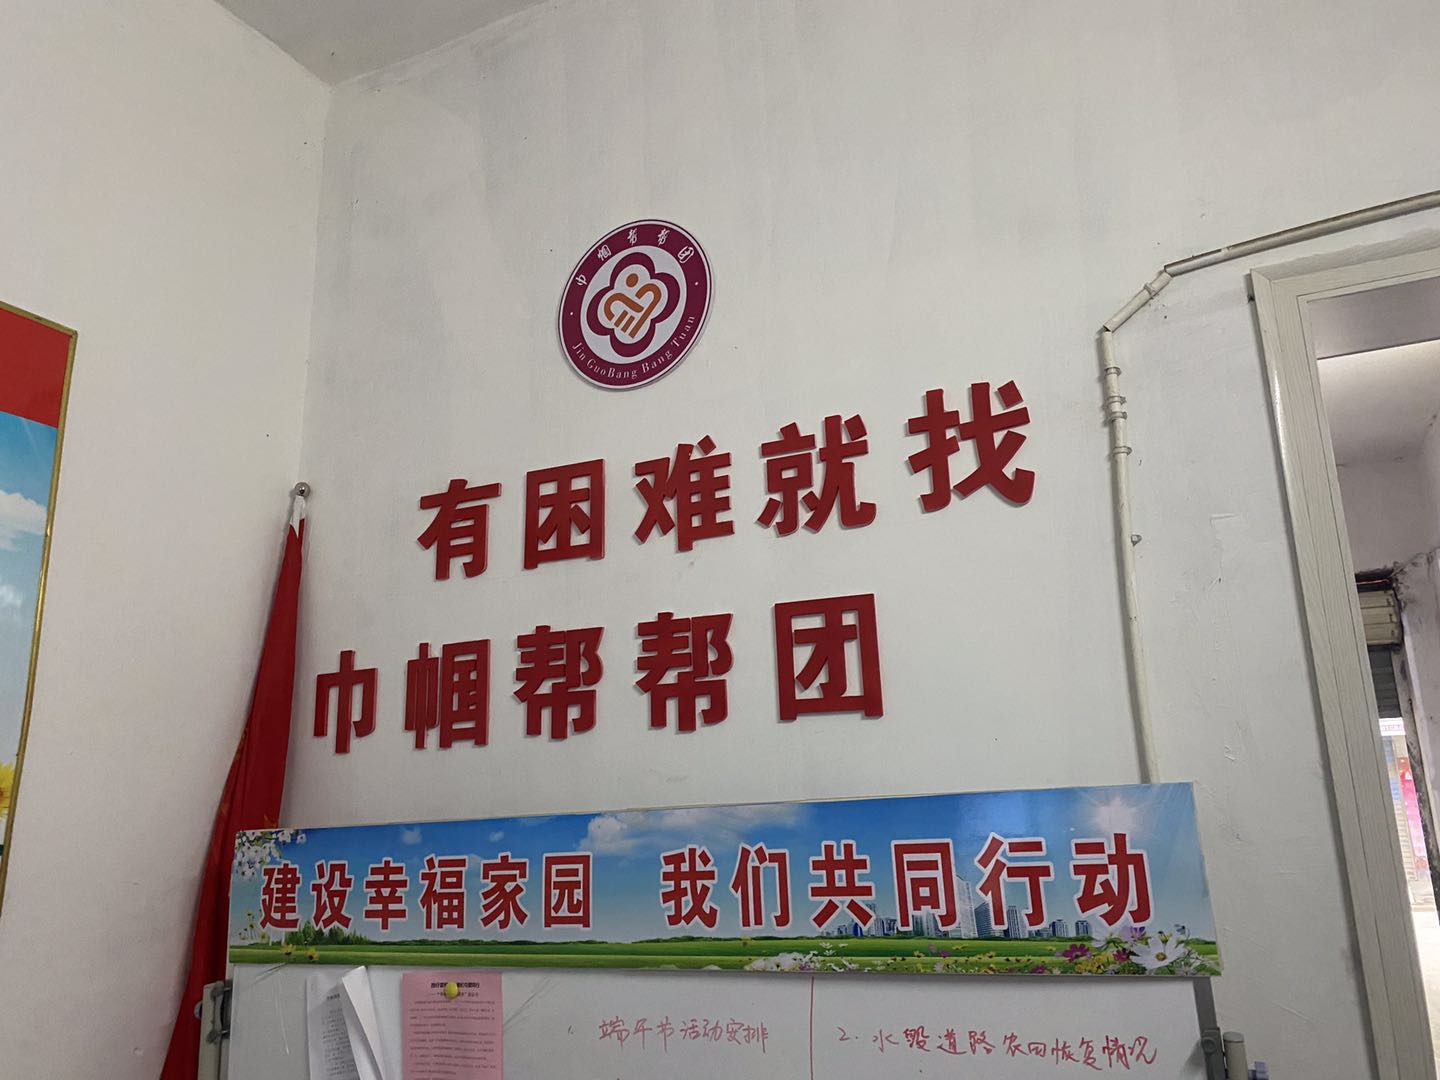 巾帼帮帮团
Jin GuoBang Bang Tuan
有困难就找
巾帼帮帮团
建设幸福家园 我们共同行动
端午节活动安排
2. 水毁道路农田恢复情况